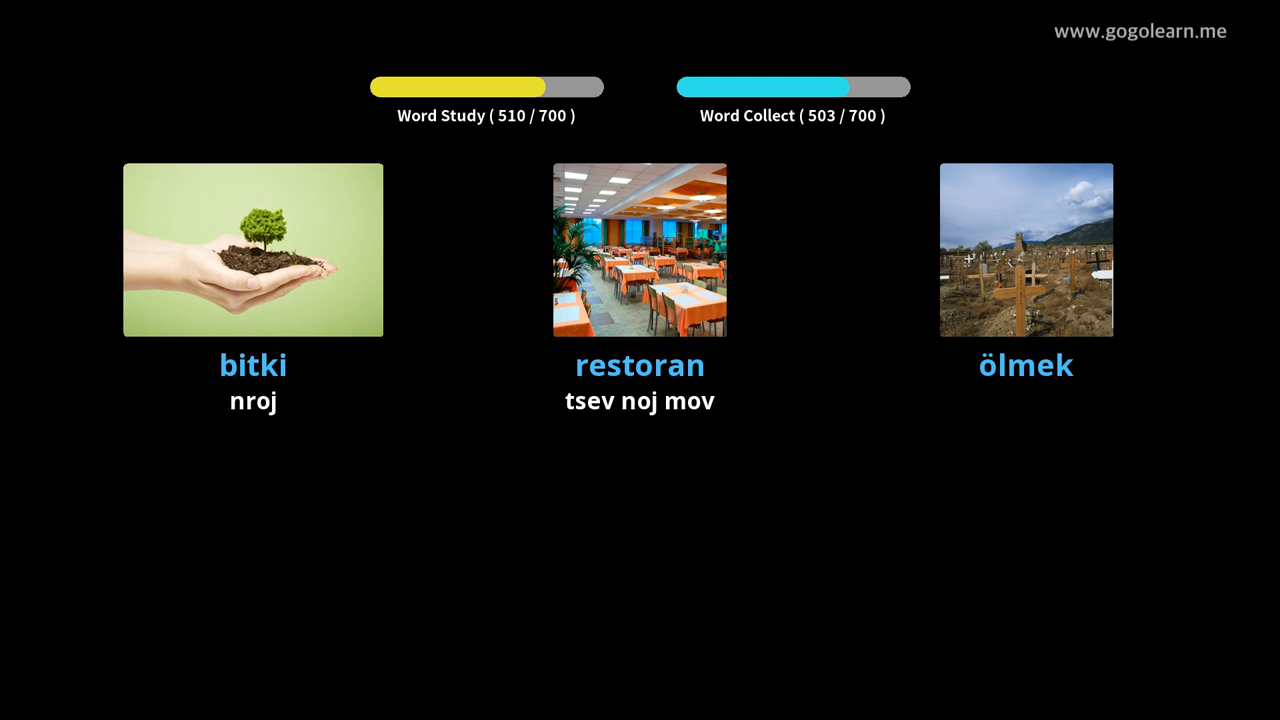 www.gogolearn.me
Word Study ( 510 / 700 )
Word Collect ( 503 / 700 )
bitki
nroj
restoran
tsev noj mov
ölmek